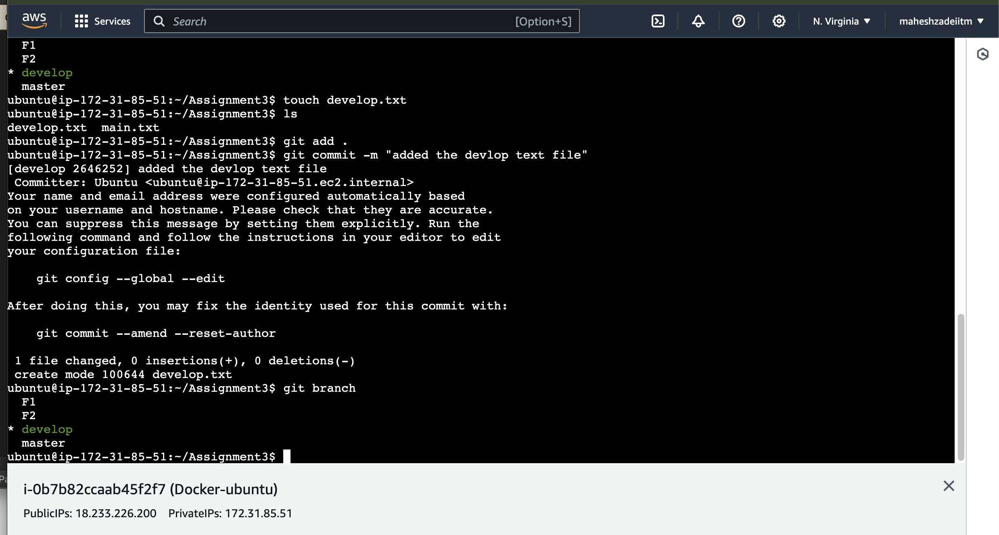 aws Services Search [Option+S] N. Virginia maheshzadeiitm
F1
F2
* develop
master
ubuntu@ip-172-31-85-51:~/Assignment3$ touch develop.txt
ubuntu@ip-172-31-85-51:~/Assignment3$ ls
develop.txt  main.txt
ubuntu@ip-172-31-85-51:~/Assignment3$ git add .
ubuntu@ip-172-31-85-51:~/Assignment3$ git commit -m "added the devlop text file"
[develop 2646252] added the devlop text file
Committer: Ubuntu <ubuntu@ip-172-31-85-51.ec2.internal>
Your name and email address were configured automatically based
on your username and hostname. Please check that they are accurate.
You can suppress this message by setting them explicitly. Run the
following command and follow the instructions in your editor to edit
your configuration file:
git config --global --edit
After doing this, you may fix the identity used for this commit with:
git commit --amend --reset-author
1 file changed, 0 insertions(+), 0 deletions(-)
create mode 100644 develop.txt
ubuntu@ip-172-31-85-51:~/Assignment3$ git branch
F1
F2
* develop
master
ubuntu@ip-172-31-85-51:~/Assignment3$
i-0b7b82ccaab45f2f7 (Docker-ubuntu)
PublicIPs: 18.233.226.200 PrivateIPs: 172.31.85.51